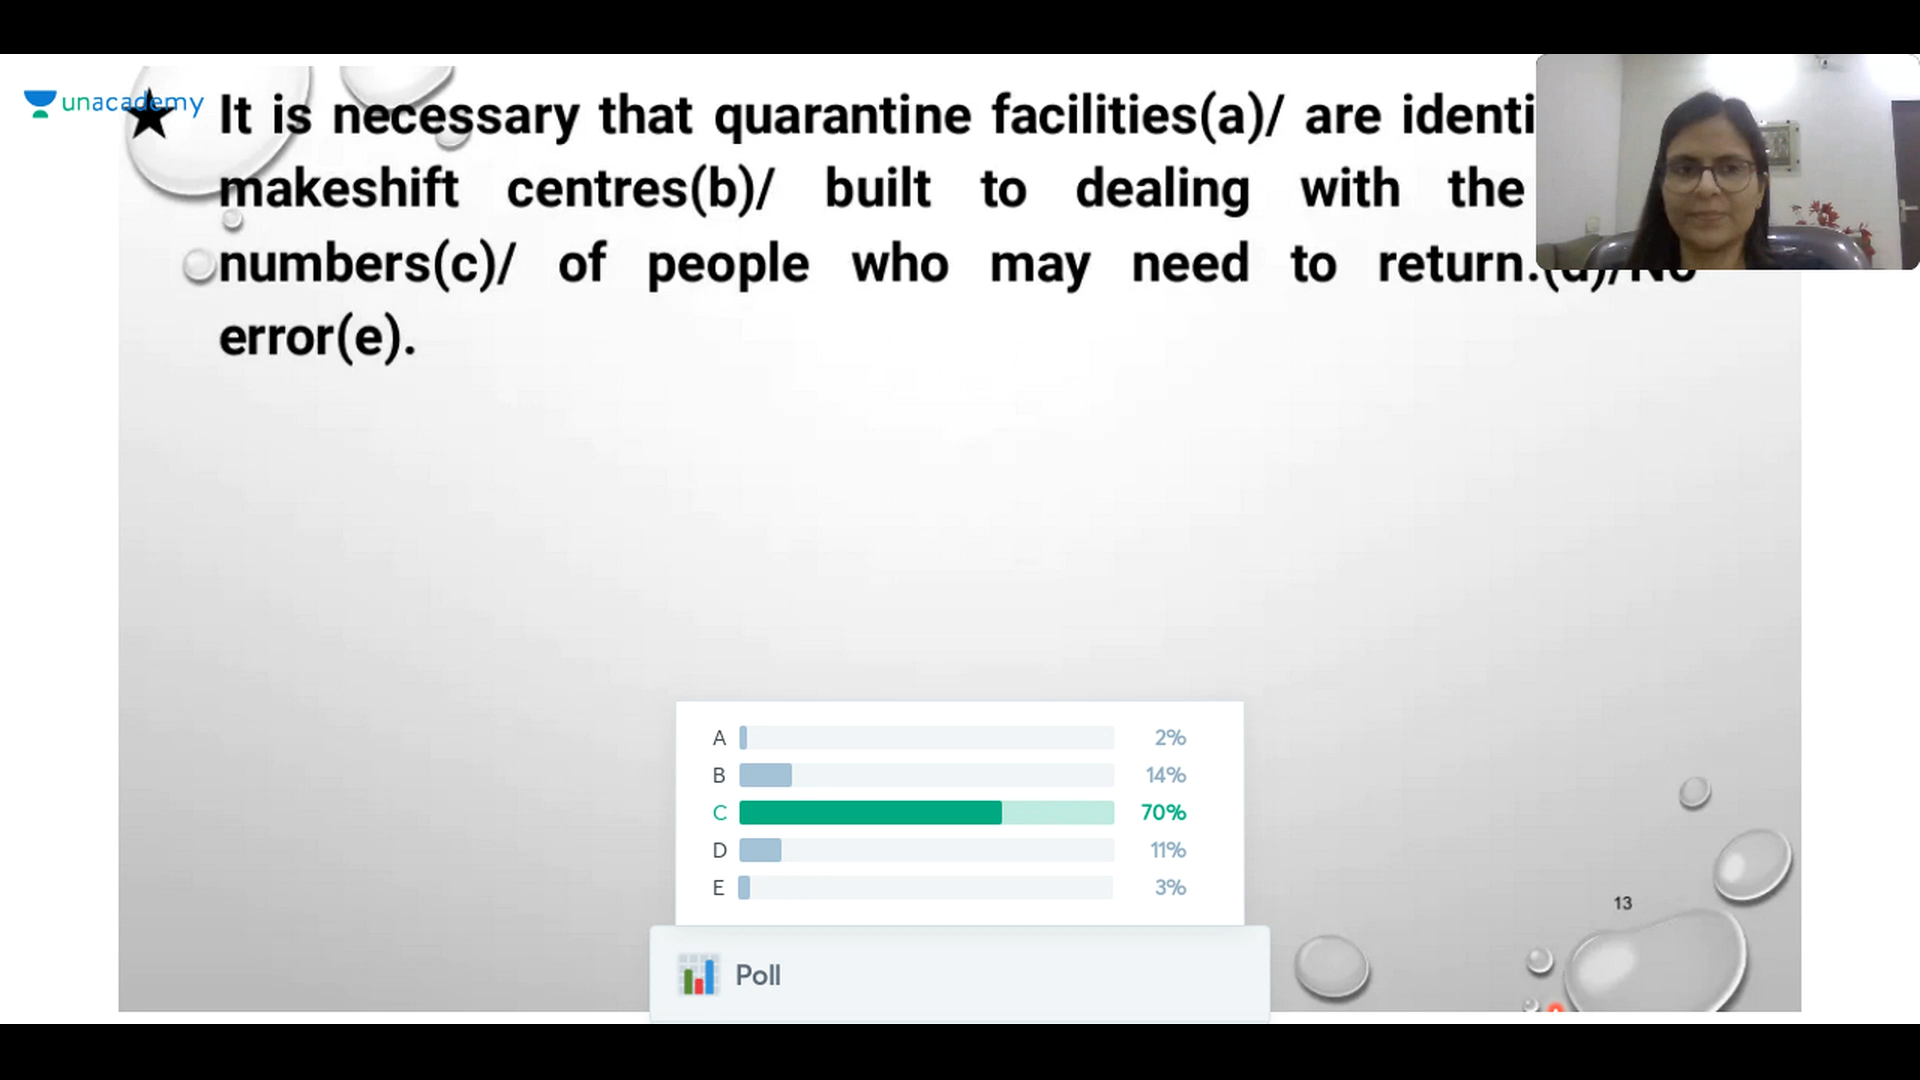 unacademy
It is necessary that quarantine facilities(a)/ are identi
makeshift centres(b)/ built to dealing with the
numbers(c)/ of people who may need to return.(d)/No
error(e).
A 2%
B 14%
C 70%
D 11%
E 3%
13
Poll